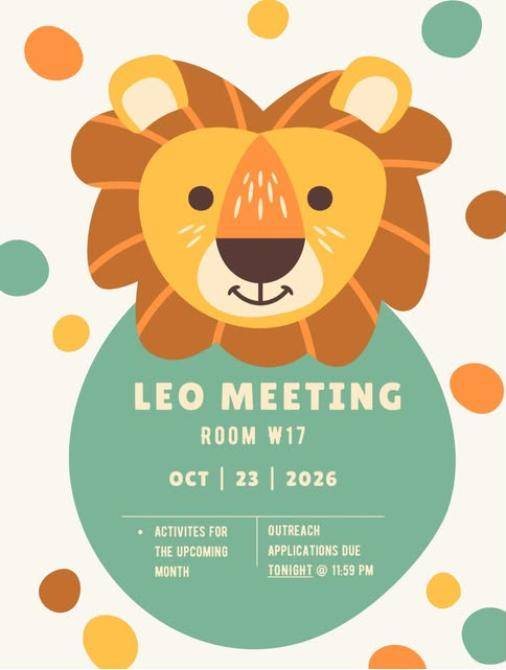 LEO MEETING
ROOM W17
OCT | 23 | 2026
• ACTIVITES FOR
THE UPCOMING
MONTH
OUTREACH
APPLICATIONS DUE
TONIGHT @ 11:59 PM